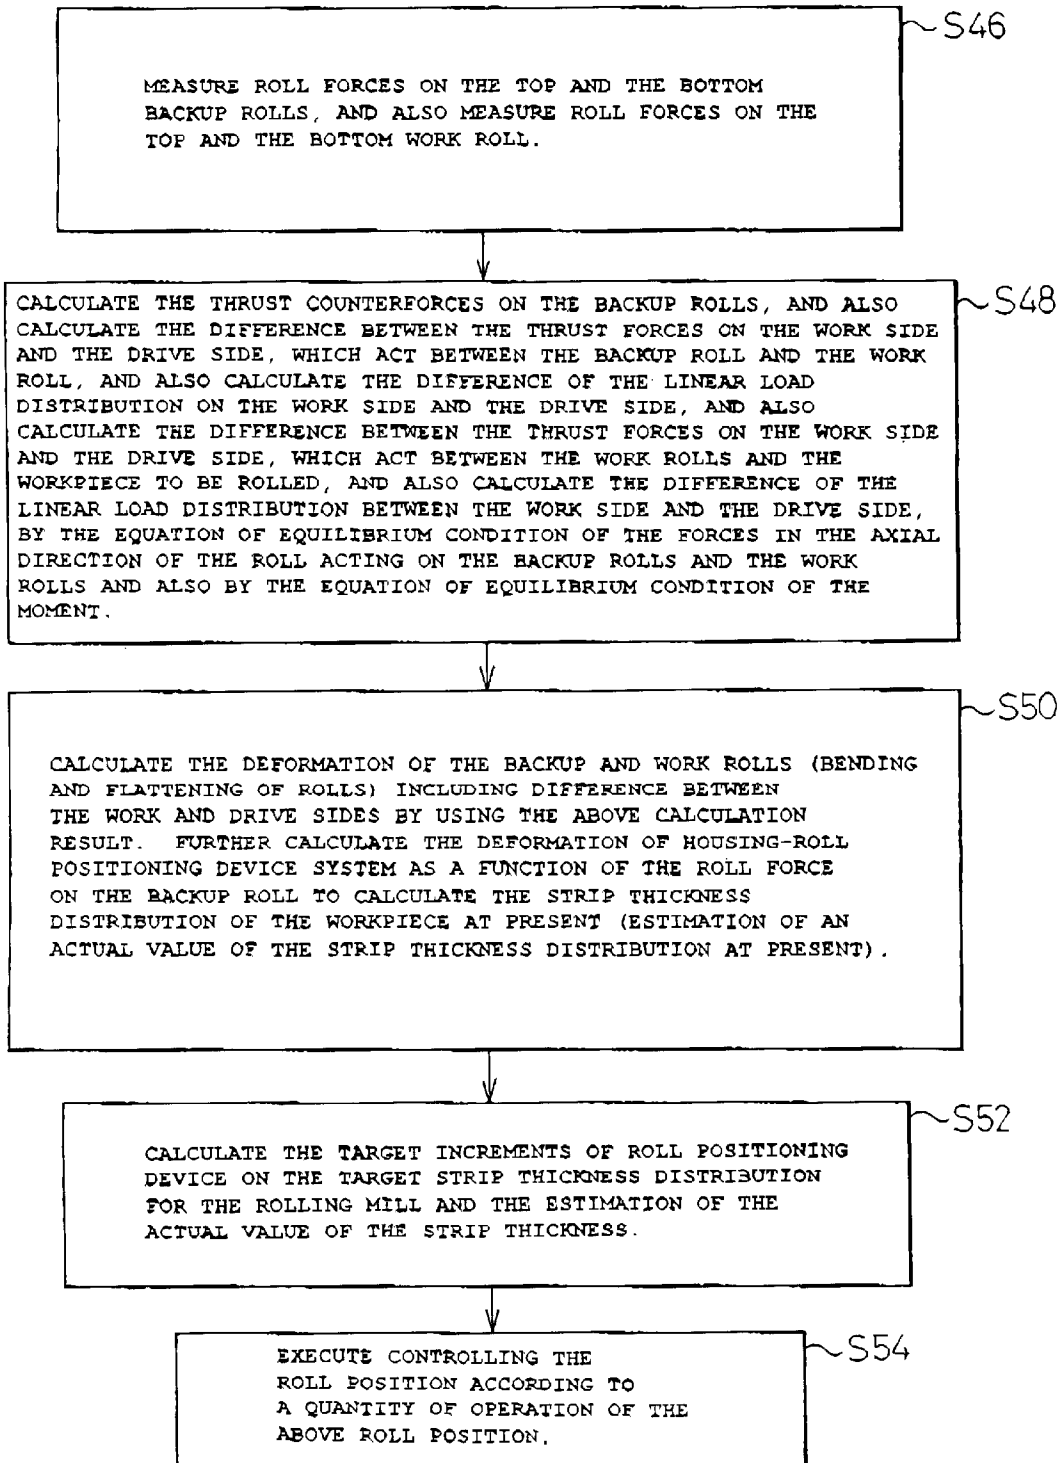 S46
MEASURE ROLL FORCES ON THE TOP AND THE BOTTOM
BACKUP ROLLS, AND ALSO MEASURE ROLL FORCES ON THE
TOP AND THE BOTTOM WORK ROLL.
S48
CALCULATE THE THRUST COUNTERFORCES ON THE BACKUP ROLLS, AND ALSO
CALCULATE THE DIFFERENCE BETWEEN THE THRUST FORCES ON THE WORK SIDE
AND THE DRIVE SIDE, WHICH ACT BETWEEN THE BACKUP ROLL AND THE WORK
ROLL, AND ALSO CALCULATE THE DIFFERENCE OF THE LINEAR LOAD
DISTRIBUTION ON THE WORK SIDE AND THE DRIVE SIDE, AND ALSO
CALCULATE THE DIFFERENCE BETWEEN THE THRUST FORCES ON THE WORK SIDE
AND THE DRIVE SIDE, WHICH ACT BETWEEN THE WORK ROLLS AND THE
WORKPIECE TO BE ROLLED, AND ALSO CALCULATE THE DIFFERENCE OF THE
LINEAR LOAD DISTRIBUTION BETWEEN THE WORK SIDE AND THE DRIVE SIDE,
BY THE EQUATION OF EQUILIBRIUM CONDITION OF THE FORCES IN THE AXIAL
DIRECTION OF THE ROLL ACTING ON THE BACKUP ROLLS AND THE WORK
ROLLS AND ALSO BY THE EQUATION OF EQUILIBRIUM CONDITION OF THE
MOMENT.
S50
CALCULATE THE DEFORMATION OF THE BACKUP AND WORK ROLLS (BENDING
AND FLATTENING OF ROLLS) INCLUDING DIFFERENCE BETWEEN
THE WORK AND DRIVE SIDES BY USING THE ABOVE CALCULATION
RESULT. FURTHER CALCULATE THE DEFORMATION OF HOUSING-ROLL
POSITIONING DEVICE SYSTEM AS A FUNCTION OF THE ROLL FORCE
ON THE BACKUP ROLL TO CALCULATE THE STRIP THICKNESS
DISTRIBUTION OF THE WORKPIECE AT PRESENT (ESTIMATION OF AN
ACTUAL VALUE OF THE STRIP THICKNESS DISTRIBUTION AT PRESENT).
S52
CALCULATE THE TARGET INCREMENTS OF ROLL POSITIONING
DEVICE ON THE TARGET STRIP THICKNESS DISTRIBUTION
FOR THE ROLLING MILL AND THE ESTIMATION OF THE
ACTUAL VALUE OF THE STRIP THICKNESS.
S54
EXECUTE CONTROLLING THE
ROLL POSITION ACCORDING TO
A QUANTITY OF OPERATION OF THE
ABOVE ROLL POSITION.